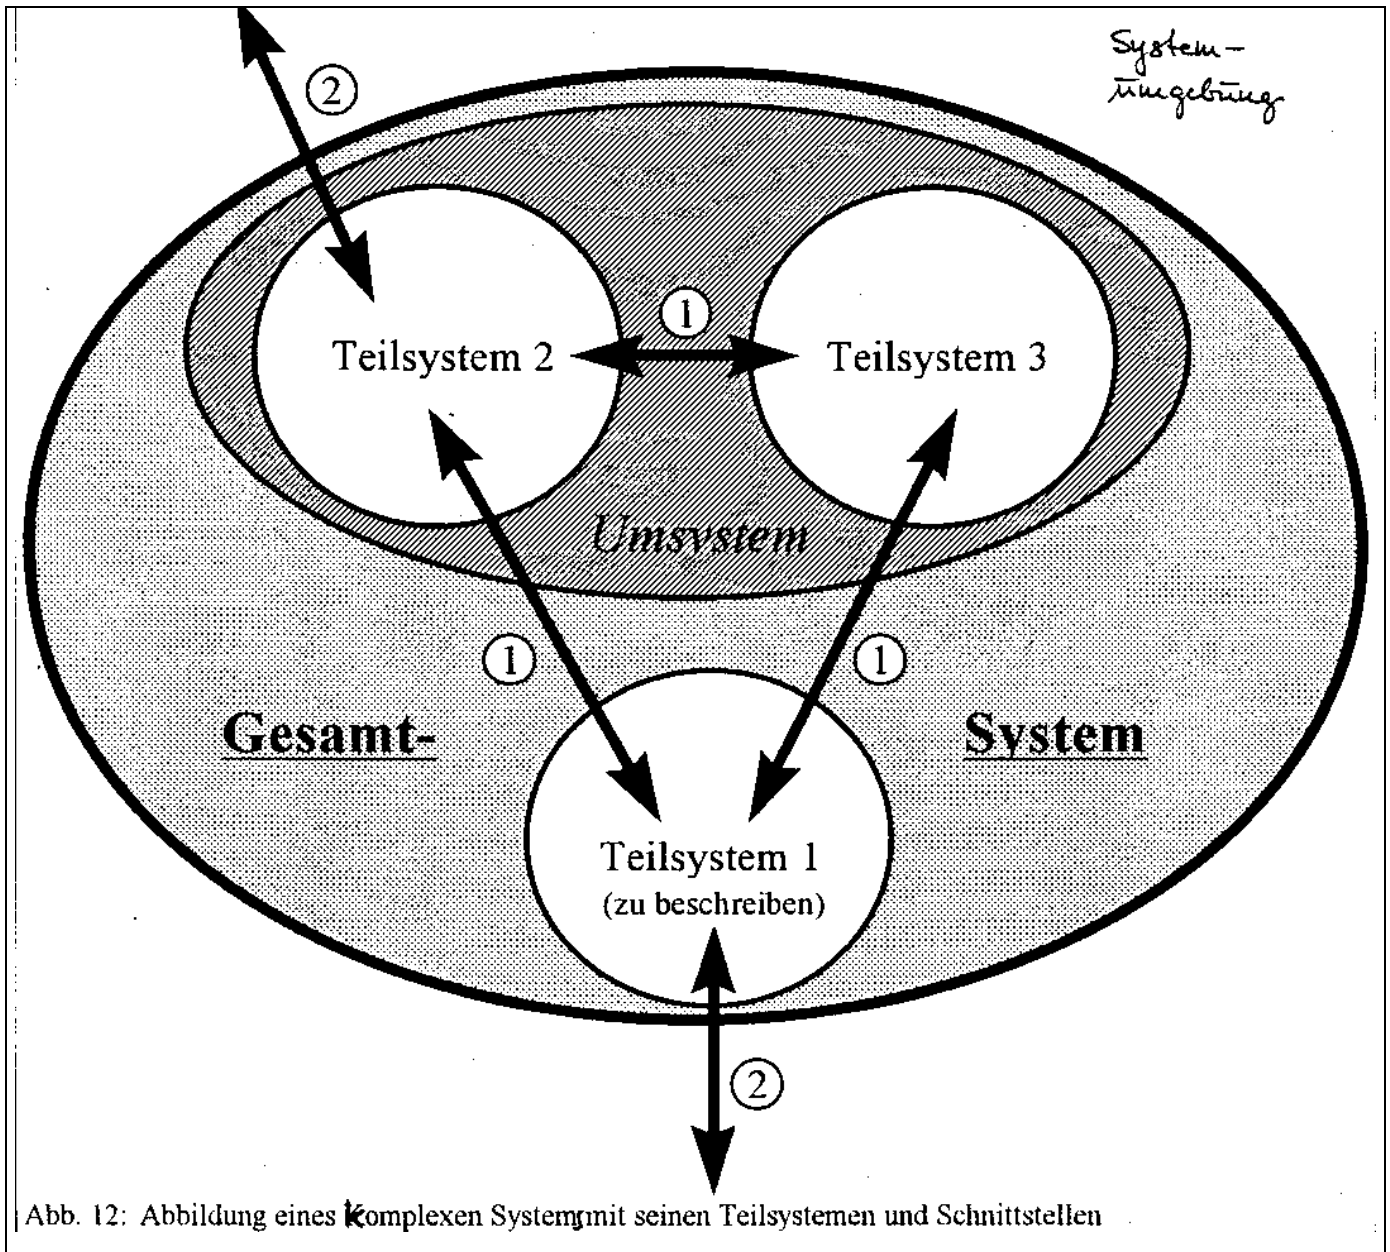 System-
umgebung
2
1
Teilsystem 2
Teilsystem 3
Umsystem
1
1
Gesamt-
System
Teilsystem 1
(zu beschreiben)
2
Abb. 12: Abbildung eines komplexen Systems mit seinen Teilsystemen und Schnittstellen